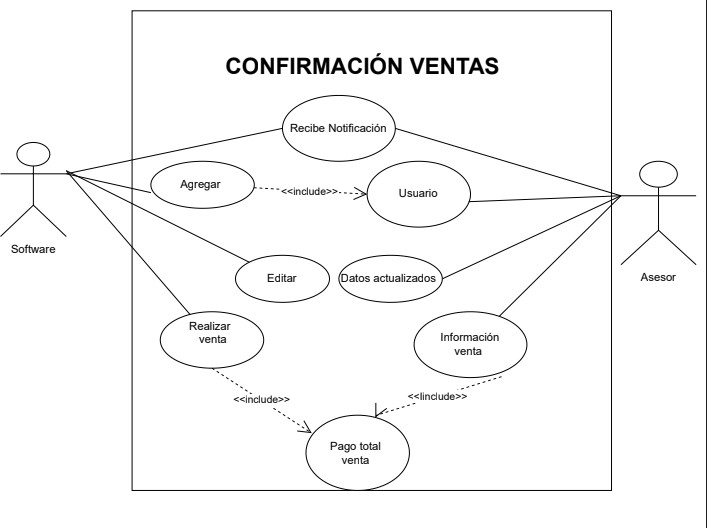 CONFIRMACIÓN VENTAS
Recibe Notificación
Agregar
<<include>>
Usuario
Software
Asesor
Editar
Datos actualizados
Realizar
venta
Información
venta
<<include>>
<<Iinclude>>
Pago total
venta